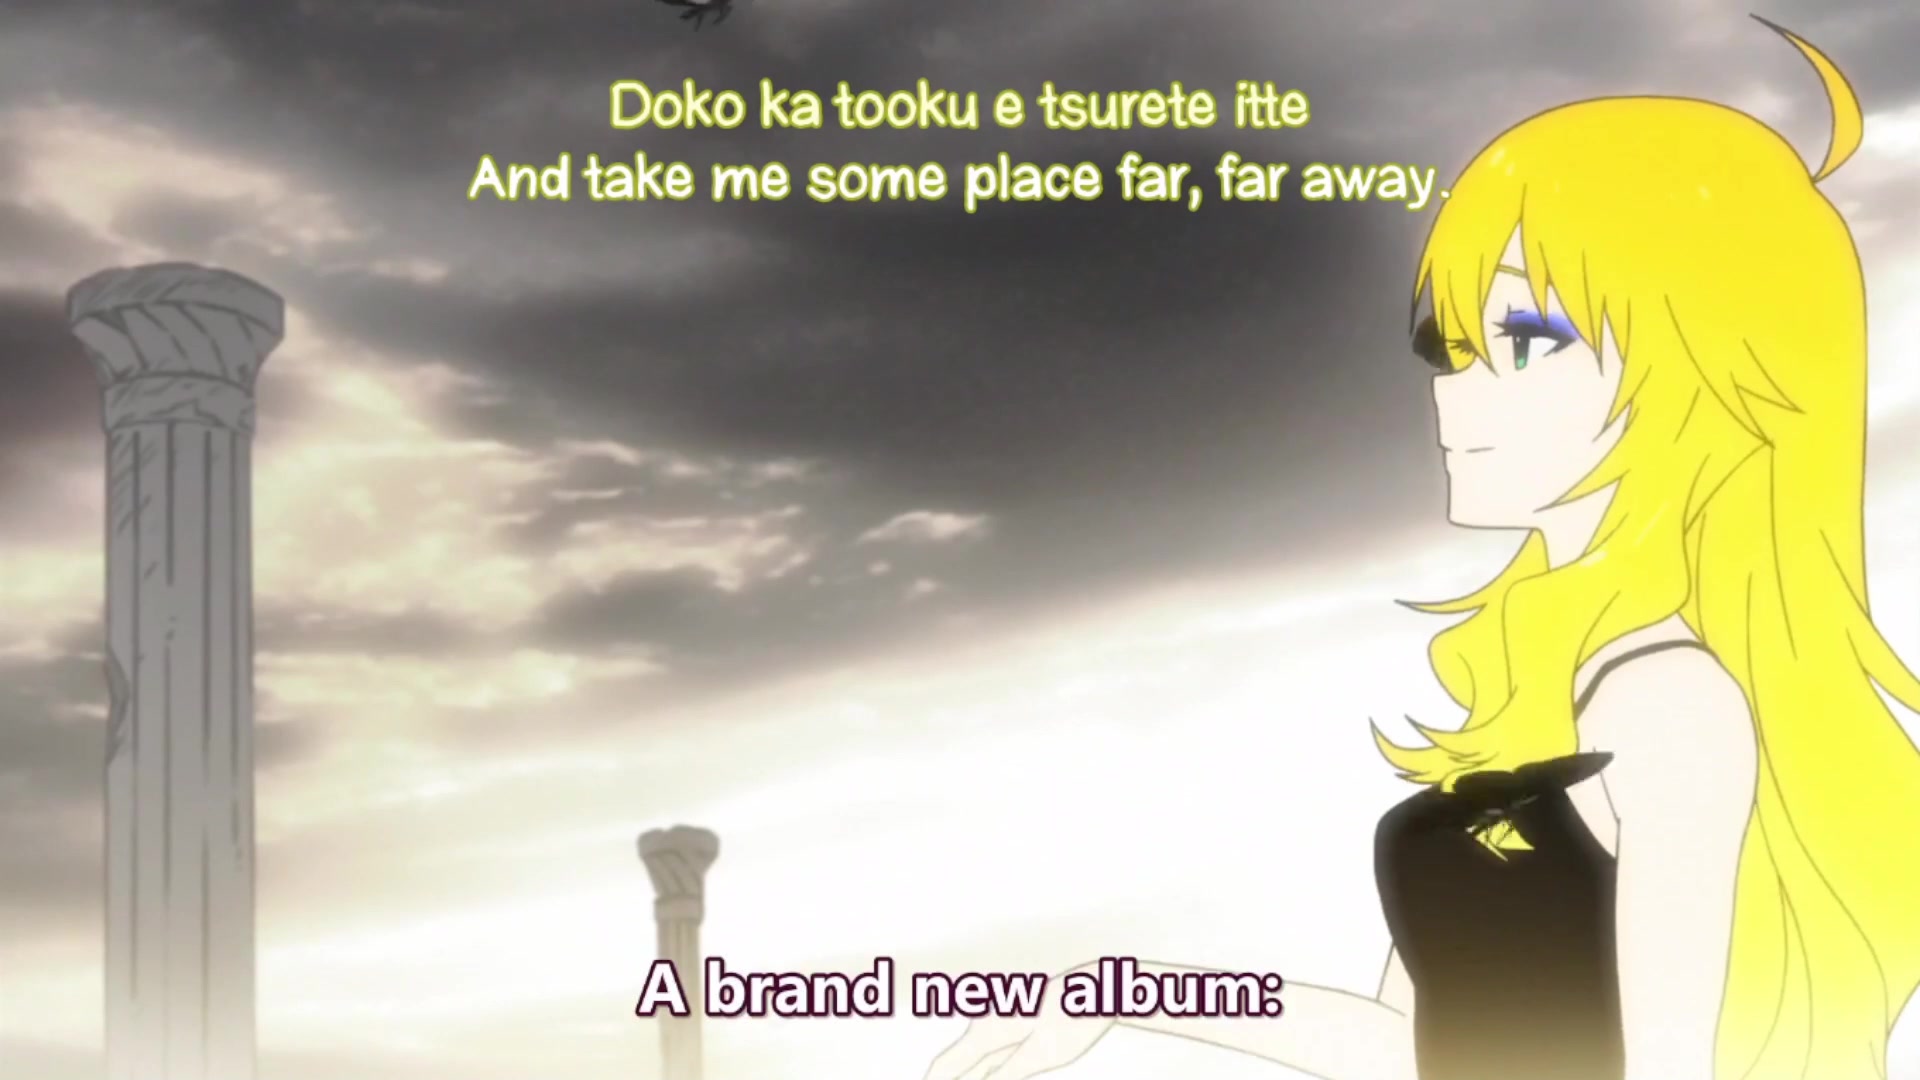 Doko ka tooku e tsurete itte
And take me some place far, far away.
A brand new album: